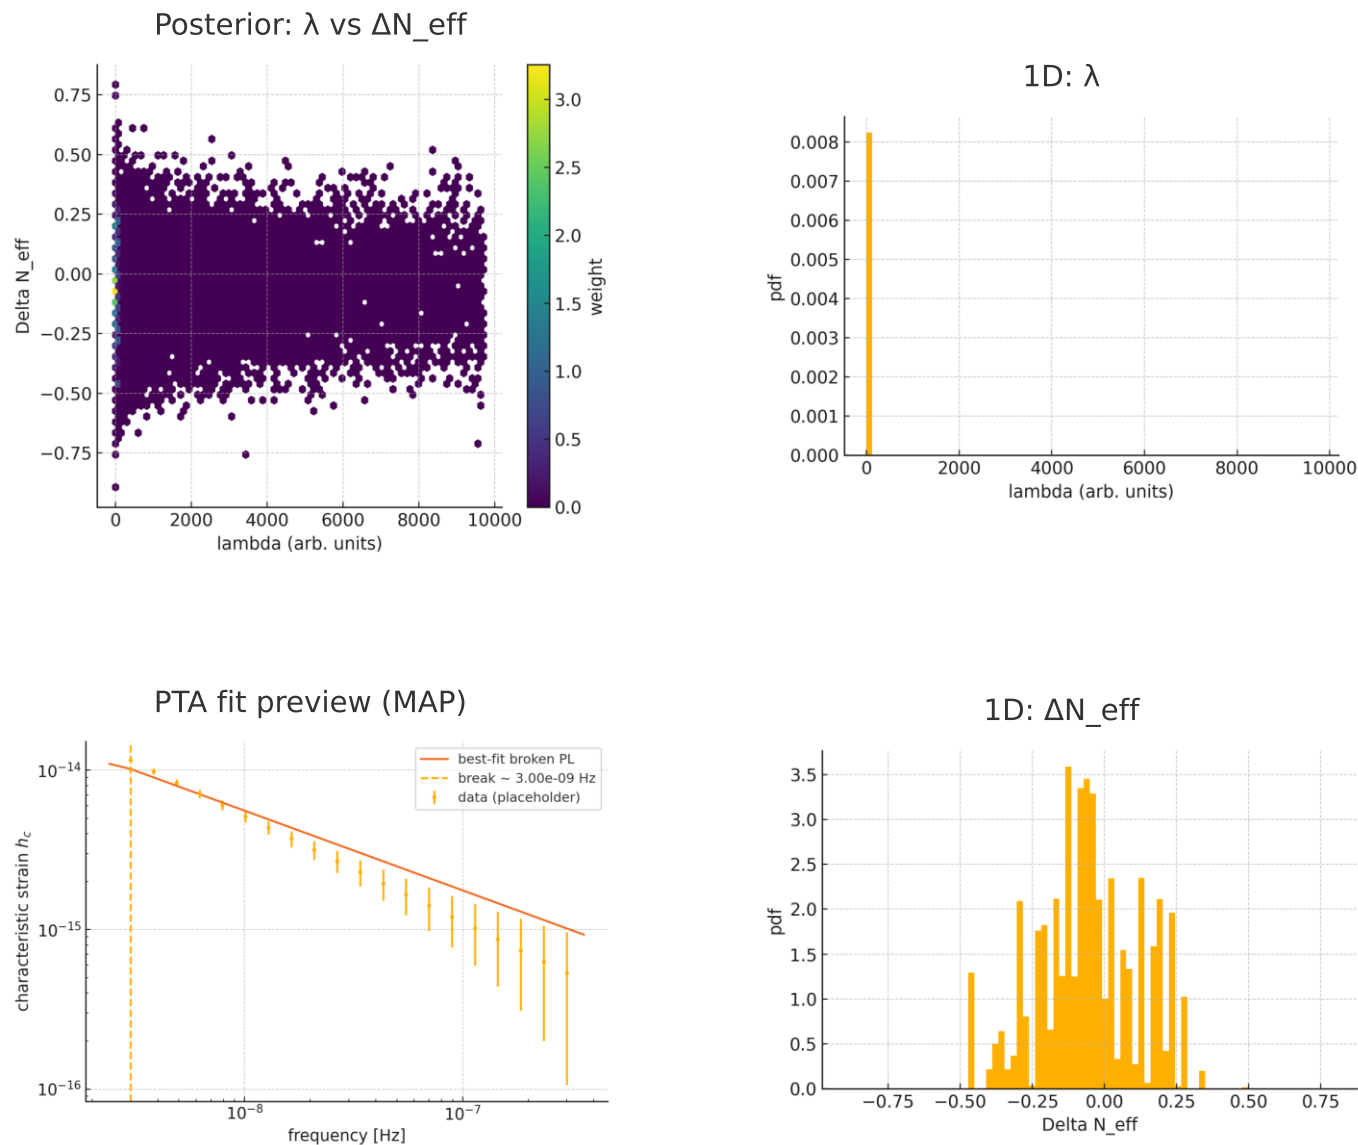 Posterior: λ vs ΔN_eff
0.75
0.50
0.25
0.00
−0.25
−0.50
−0.75
Delta N_eff
0 2000 4000 6000 8000 10000
lambda (arb. units)
3.0
2.5
2.0
1.5
1.0
0.5
0.0
weight
1D: λ
0.008
0.007
0.006
0.005
0.004
0.003
0.002
0.001
0.000
pdf
0 2000 4000 6000 8000 10000
lambda (arb. units)
PTA fit preview (MAP)
10⁻¹⁴
10⁻¹⁵
10⁻¹⁶
characteristic strain h_c
best-fit broken PL
break ~ 3.00e-09 Hz
data (placeholder)
10⁻⁸ 10⁻⁷
frequency [Hz]
1D: ΔN_eff
3.5
3.0
2.5
2.0
1.5
1.0
0.5
0.0
pdf
−0.75 −0.50 −0.25 0.00 0.25 0.50 0.75
Delta N_eff